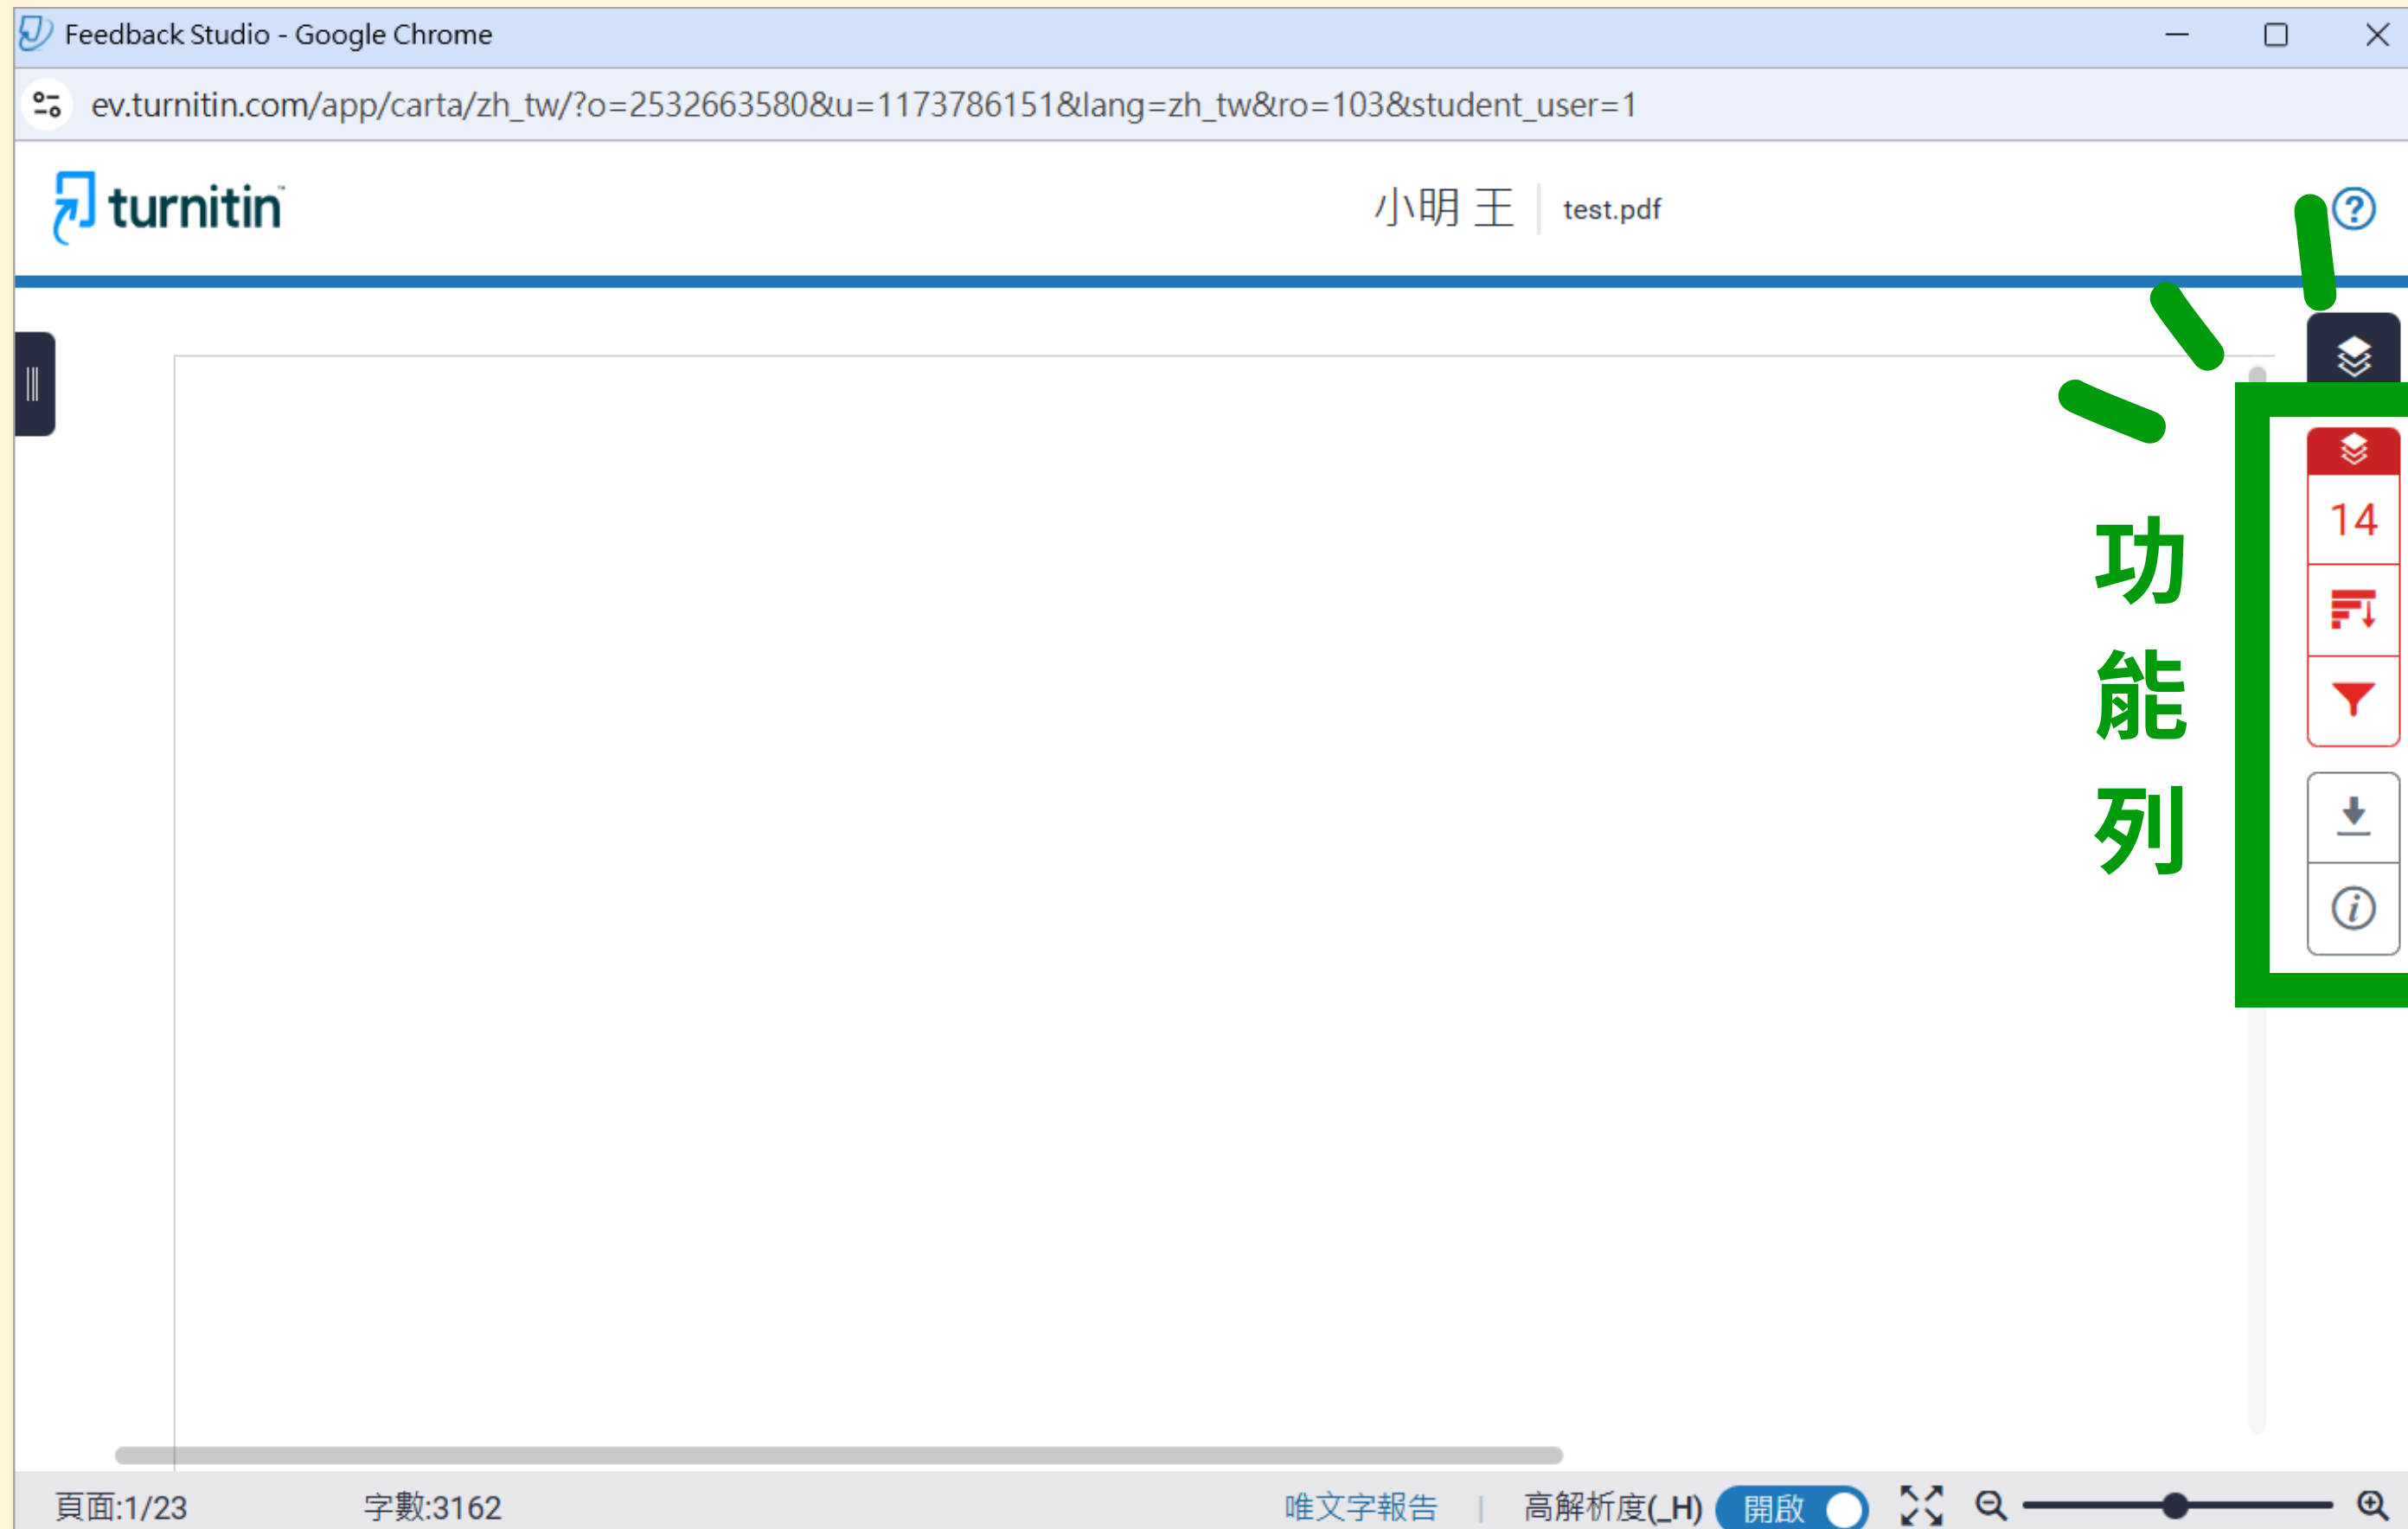 Feedback Studio - Google Chrome
ev.turnitin.com/app/carta/zh_tw/?o=2532663580&u=1173786151&lang=zh_tw&ro=103&student_user=1
turnitin™
小明 王 | test.pdf
?
14
功
能
列
i
頁面:1/23
字數:3162
唯文字報告 | 高解析度(_H) 開啟